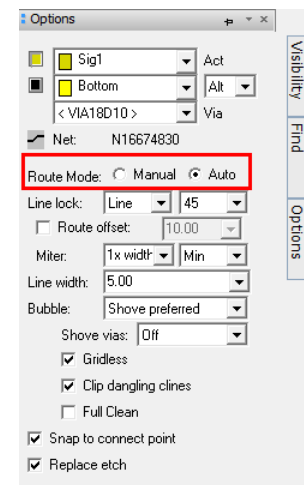 Options
Sig1 Act
Bottom Alt
< VIA18D10 > Via
Net: N16674830
Route Mode: Manual Auto
Line lock: Line 45
Route offset: 10.00
Miter: 1x width Min
Line width: 5.00
Bubble: Shove preferred
Shove vias: Off
Gridless
Clip dangling clines
Full Clean
Snap to connect point
Replace etch
Visibility
Find
Options